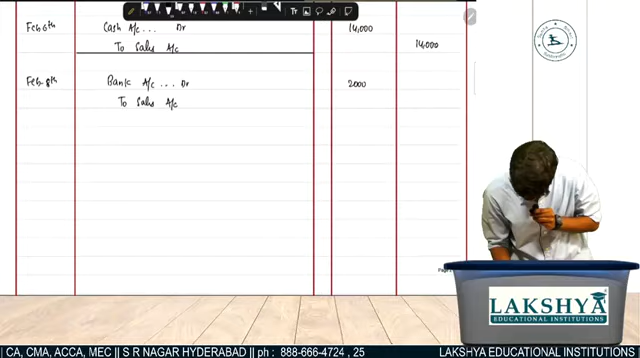 Tr
Feb 6th Cash A/c... Dr 14,000
To Sales A/c 14,000
Feb 8th Bank A/c ... Dr 2000
To Sales A/c
LAKSHYA
EDUCATIONAL INSTITUTIONS
| CA, CMA, ACCA, MEC || S R NAGAR HYDERABAD || ph : 888-666-4724 , 25 LAKSHYA EDUCATIONAL INSTITUTIONS